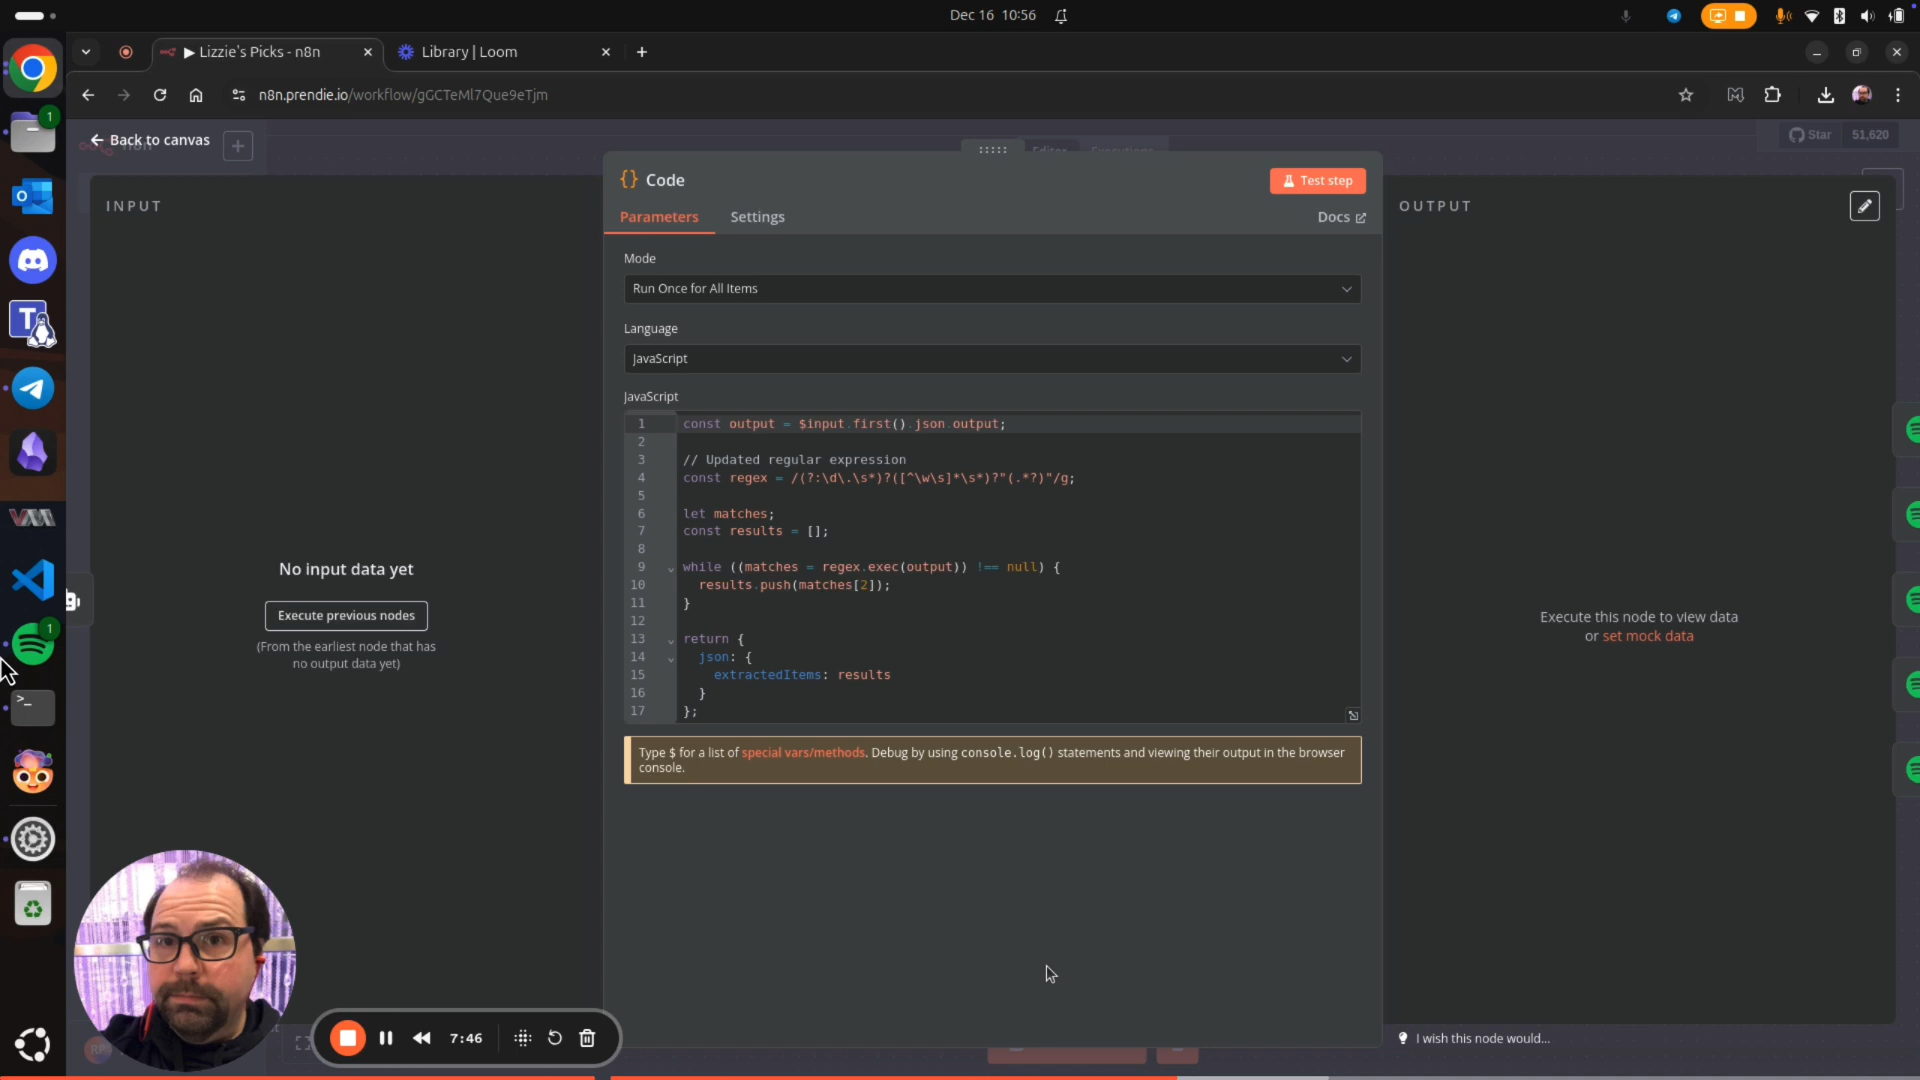 Dec 16 10:56
▶ Lizzie's Picks - n8n
Library | Loom
n8n.prendie.io/workflow/gGCTeMl7Que9eTjm
Back to canvas
Star 51,620
Editor
Executions
INPUT
No input data yet
Execute previous nodes
(From the earliest node that has
no output data yet)
{} Code
Test step
Parameters
Settings
Docs
Mode
Run Once for All Items
Language
JavaScript
JavaScript
1 const output = $input.first().json.output;
2
3 // Updated regular expression
4 const regex = /(?:\d\.\s*)?([^\w\s]*\s*)?"(.*?)"/g;
5
6 let matches;
7 const results = [];
8
9 while ((matches = regex.exec(output)) !== null) {
10 results.push(matches[2]);
11 }
12
13 return {
14 json: {
15 extractedItems: results
16 }
17 };
Type $ for a list of special vars/methods. Debug by using console.log() statements and viewing their output in the browser
console.
OUTPUT
Execute this node to view data
or set mock data
I wish this node would...
7:46
1
1
RP